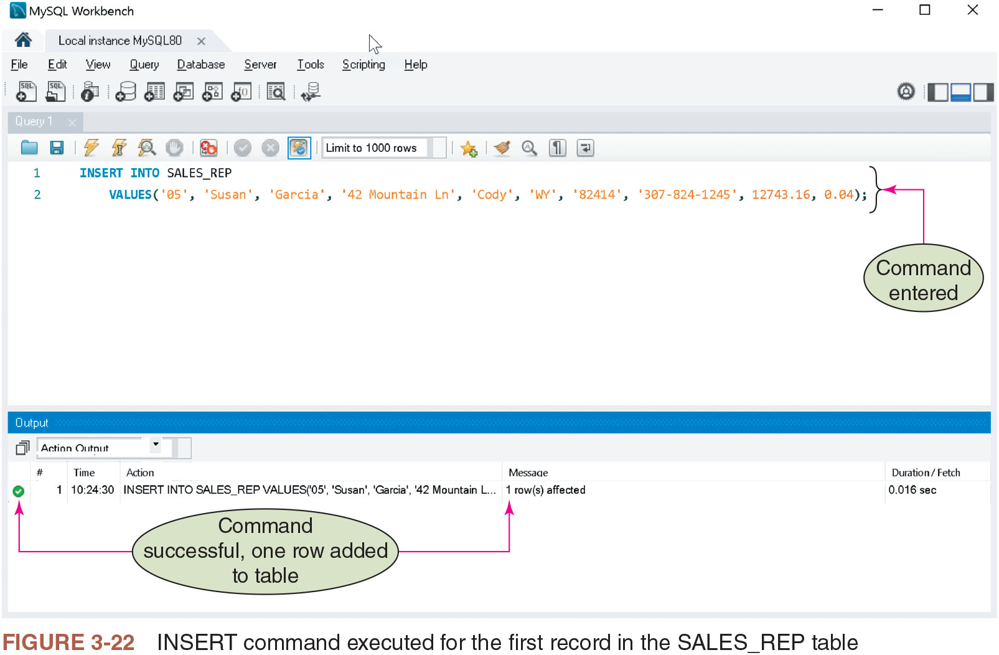 MySQL Workbench
Local instance MySQL80
File Edit View Query Database Server Tools Scripting Help
SQL SQL f()
Query 1
Limit to 1000 rows
1 INSERT INTO SALES_REP
2 VALUES('05', 'Susan', 'Garcia', '42 Mountain Ln', 'Cody', 'WY', '82414', '307-824-1245', 12743.16, 0.04);
Command
entered
Output
Action Output
# Time Action Message Duration / Fetch
1 10:24:30 INSERT INTO SALES_REP VALUES('05', 'Susan', 'Garcia', '42 Mountain L... 1 row(s) affected 0.016 sec
Command
successful, one row added
to table
FIGURE 3-22 INSERT command executed for the first record in the SALES_REP table